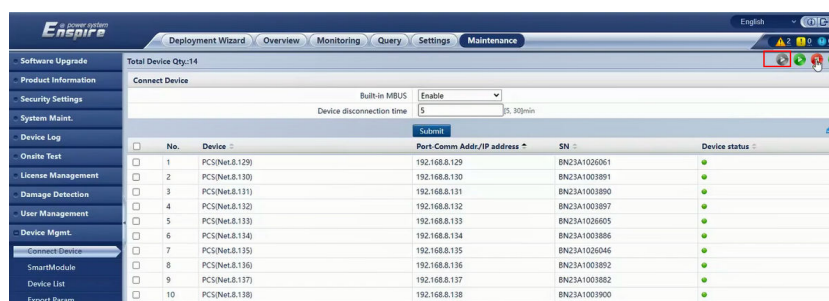 e power system
Enspire
English
Deployment Wizard Overview Monitoring Query Settings Maintenance
2 0
Software Upgrade
Product Information
Security Settings
System Maint.
Device Log
Onsite Test
License Management
Damage Detection
User Management
Device Mgmt.
Connect Device
SmartModule
Device List
Export Param
Total Device Qty.:14
Connect Device
Built-in MBUS Enable
Device disconnection time 5 [5, 30]min
Submit
No. Device Port-Comm Addr./IP address SN Device status
1 PCS(Net.8.129) 192.168.8.129 BN23A1026061
2 PCS(Net.8.130) 192.168.8.130 BN23A1003891
3 PCS(Net.8.131) 192.168.8.131 BN23A1003890
4 PCS(Net.8.132) 192.168.8.132 BN23A1003897
5 PCS(Net.8.133) 192.168.8.133 BN23A1026605
6 PCS(Net.8.134) 192.168.8.134 BN23A1003886
7 PCS(Net.8.135) 192.168.8.135 BN23A1026046
8 PCS(Net.8.136) 192.168.8.136 BN23A1003892
9 PCS(Net.8.137) 192.168.8.137 BN23A1003882
10 PCS(Net.8.138) 192.168.8.138 BN23A1003900